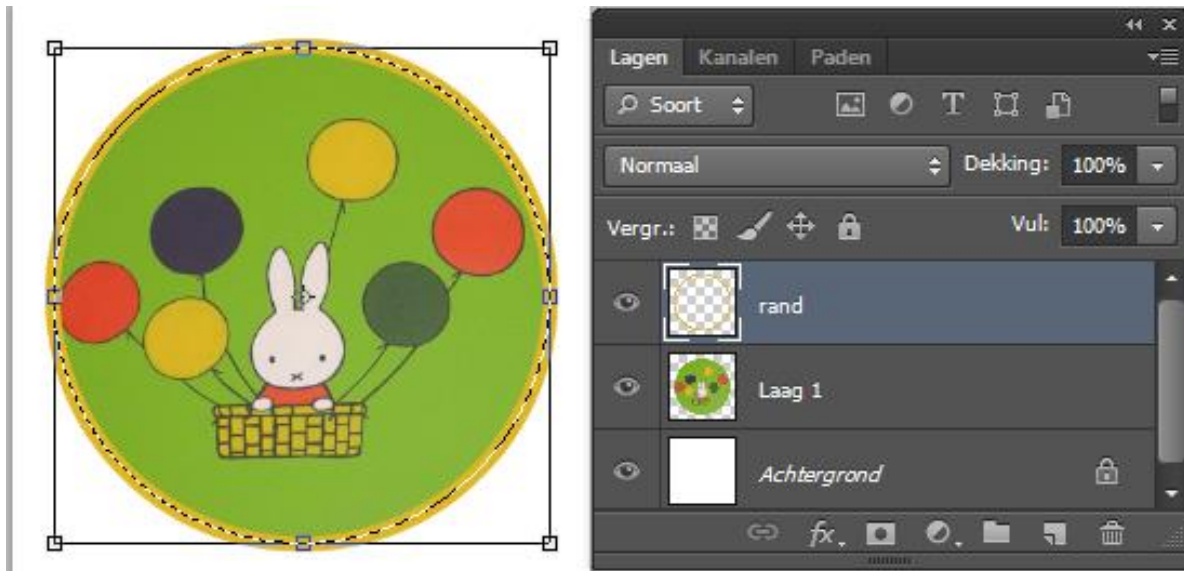 Lagen Kanalen Paden
Soort
Normaal Dekking: 100%
Vergr.: Vul: 100%
rand
Laag 1
Achtergrond
fx